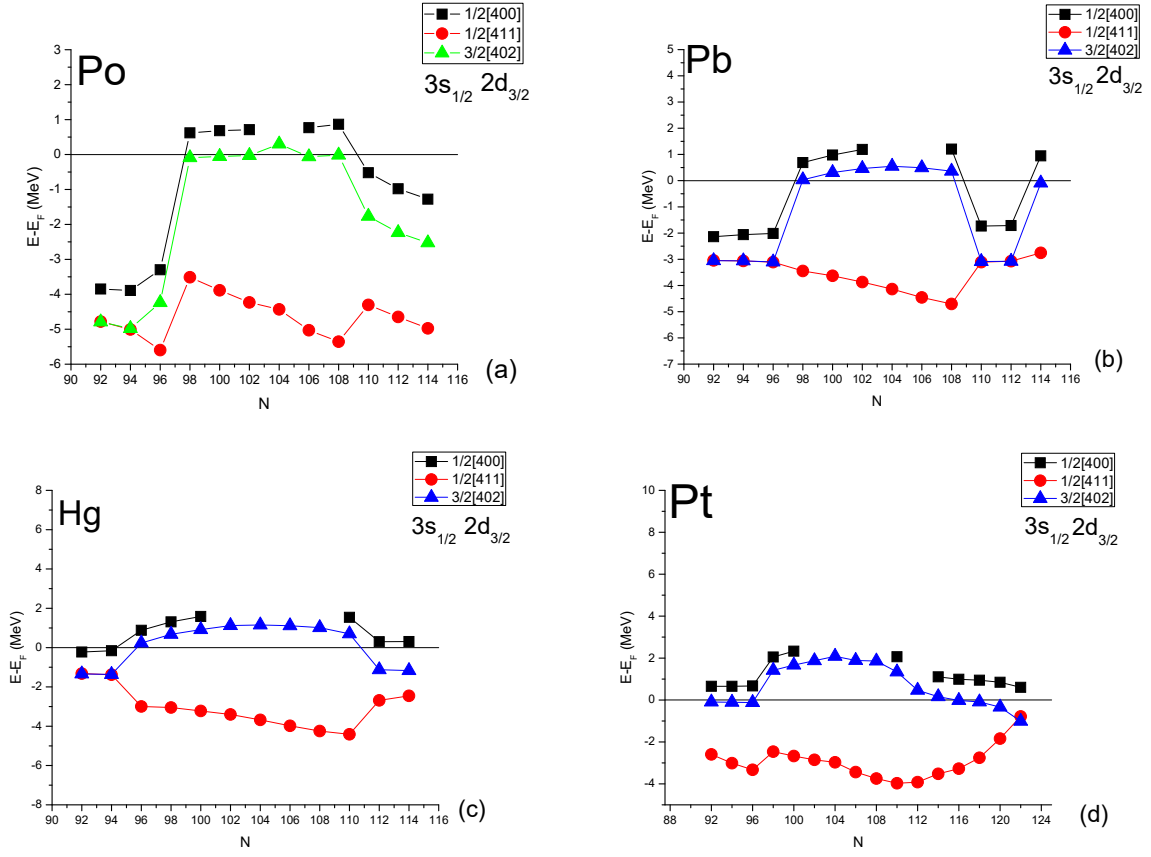 Po
1/2[400]
1/2[411]
3/2[402]
3s1/2 2d3/2
E-EF (MeV)
3
2
1
0
-1
-2
-3
-4
-5
-6
90 92 94 96 98 100 102 104 106 108 110 112 114 116
N
(a)
Pb
1/2[400]
1/2[411]
3/2[402]
3s1/2 2d3/2
E-EF (MeV)
5
4
3
2
1
0
-1
-2
-3
-4
-5
-6
-7
90 92 94 96 98 100 102 104 106 108 110 112 114 116
N
(b)
Hg
1/2[400]
1/2[411]
3/2[402]
3s1/2 2d3/2
E-EF (MeV)
8
6
4
2
0
-2
-4
-6
-8
90 92 94 96 98 100 102 104 106 108 110 112 114 116
N
(c)
Pt
1/2[400]
1/2[411]
3/2[402]
3s1/2 2d3/2
E-EF (MeV)
10
8
6
4
2
0
-2
-4
88 92 96 100 104 108 112 116 120 124
N
(d)